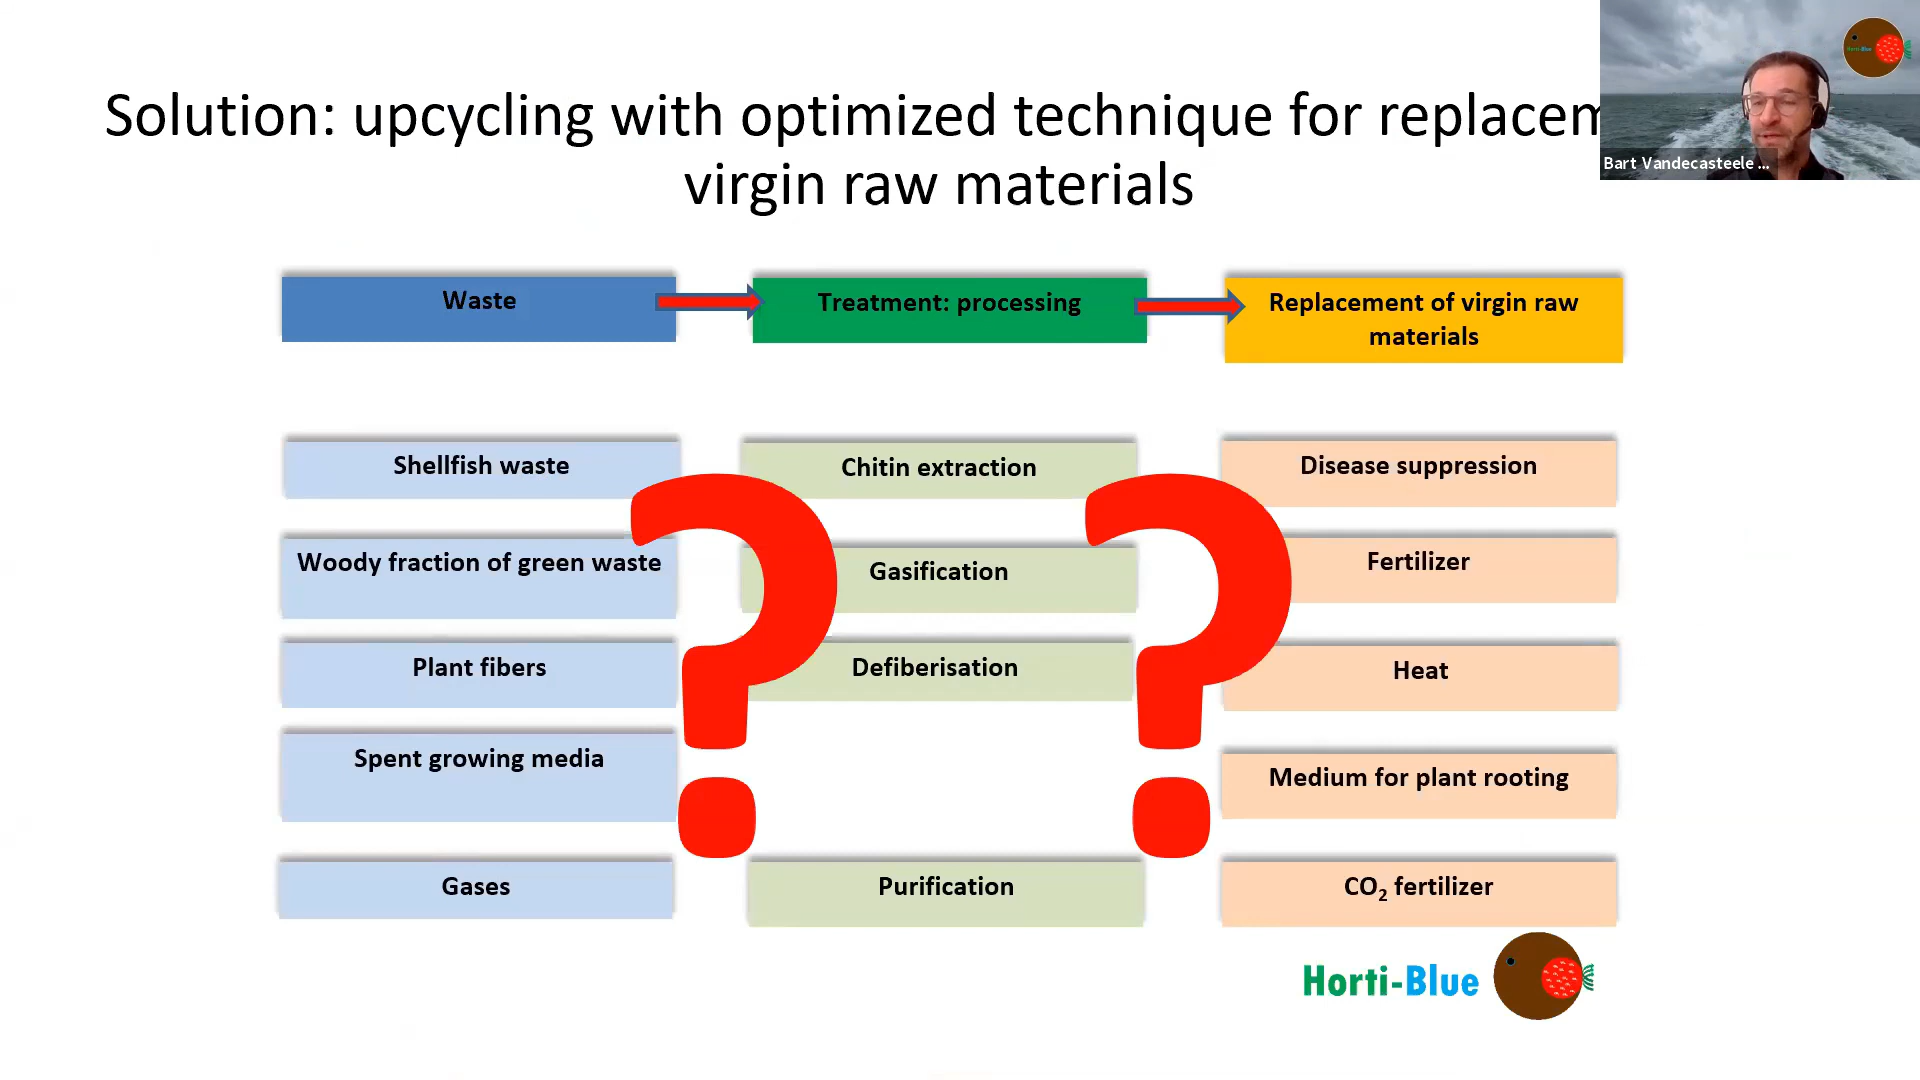 Solution: upcycling with optimized technique for replacem
virgin raw materials
Bart Vandecasteele ...
Waste
Treatment: processing
Replacement of virgin raw
materials
Shellfish waste
Chitin extraction
Disease suppression
Woody fraction of green waste
Gasification
Fertilizer
Plant fibers
Defiberisation
Heat
Spent growing media
Medium for plant rooting
Gases
Purification
CO₂ fertilizer
Horti-Blue
Horti-Blue